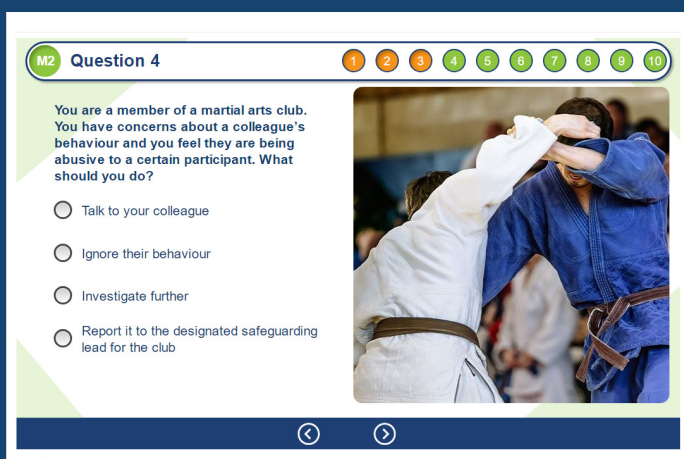 M2 Question 4 1 2 3 4 5 6 7 8 9 10
You are a member of a martial arts club.
You have concerns about a colleague's
behaviour and you feel they are being
abusive to a certain participant. What
should you do?
Talk to your colleague
Ignore their behaviour
Investigate further
Report it to the designated safeguarding
lead for the club